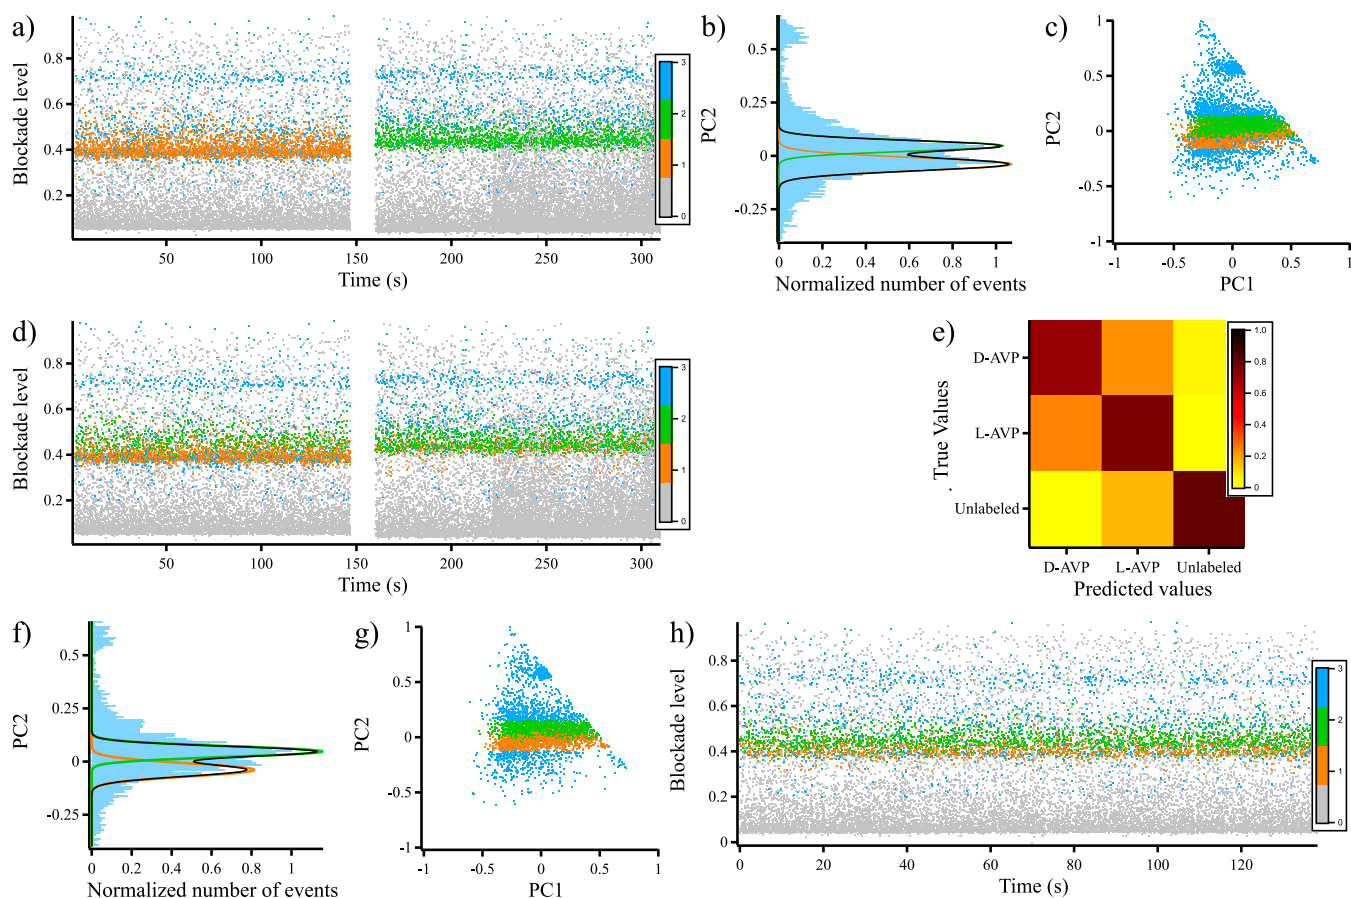 a)
Blockade level
0.8
0.6
0.4
0.2
50 100 150 200 250 300
Time (s)
3
2
1
0
b)
PC2
0.5
0.25
0
-0.25
0 0.2 0.4 0.6 0.8 1
Normalized number of events
c)
PC2
1
0.5
0
-0.5
-1
-1 -0.5 0 0.5 1
PC1
d)
Blockade level
0.8
0.6
0.4
0.2
50 100 150 200 250 300
Time (s)
3
2
1
0
e)
True Values
D-AVP
L-AVP
Unlabeled
D-AVP L-AVP Unlabeled
Predicted values
1.0
0.8
0.6
0.4
0.2
0
f)
PC2
0.5
0.25
0
-0.25
0 0.2 0.4 0.6 0.8 1
Normalized number of events
g)
PC2
1
0.5
0
-0.5
-1
-1 -0.5 0 0.5 1
PC1
h)
Blockade level
0.8
0.6
0.4
0.2
0
0 20 40 60 80 100 120
Time (s)
3
2
1
0